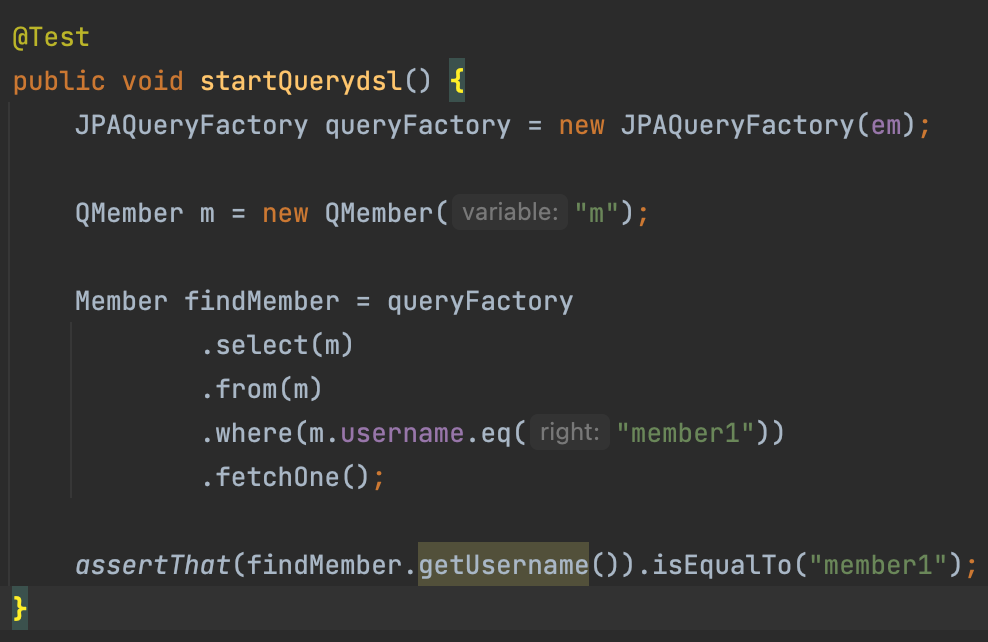 @Test
public void startQuerydsl() {
JPAQueryFactory queryFactory = new JPAQueryFactory(em);
QMember m = new QMember( variable: "m");
Member findMember = queryFactory
.select(m)
.from(m)
.where(m.username.eq( right: "member1"))
.fetchOne();
assertThat(findMember.getUsername()).isEqualTo("member1");
}